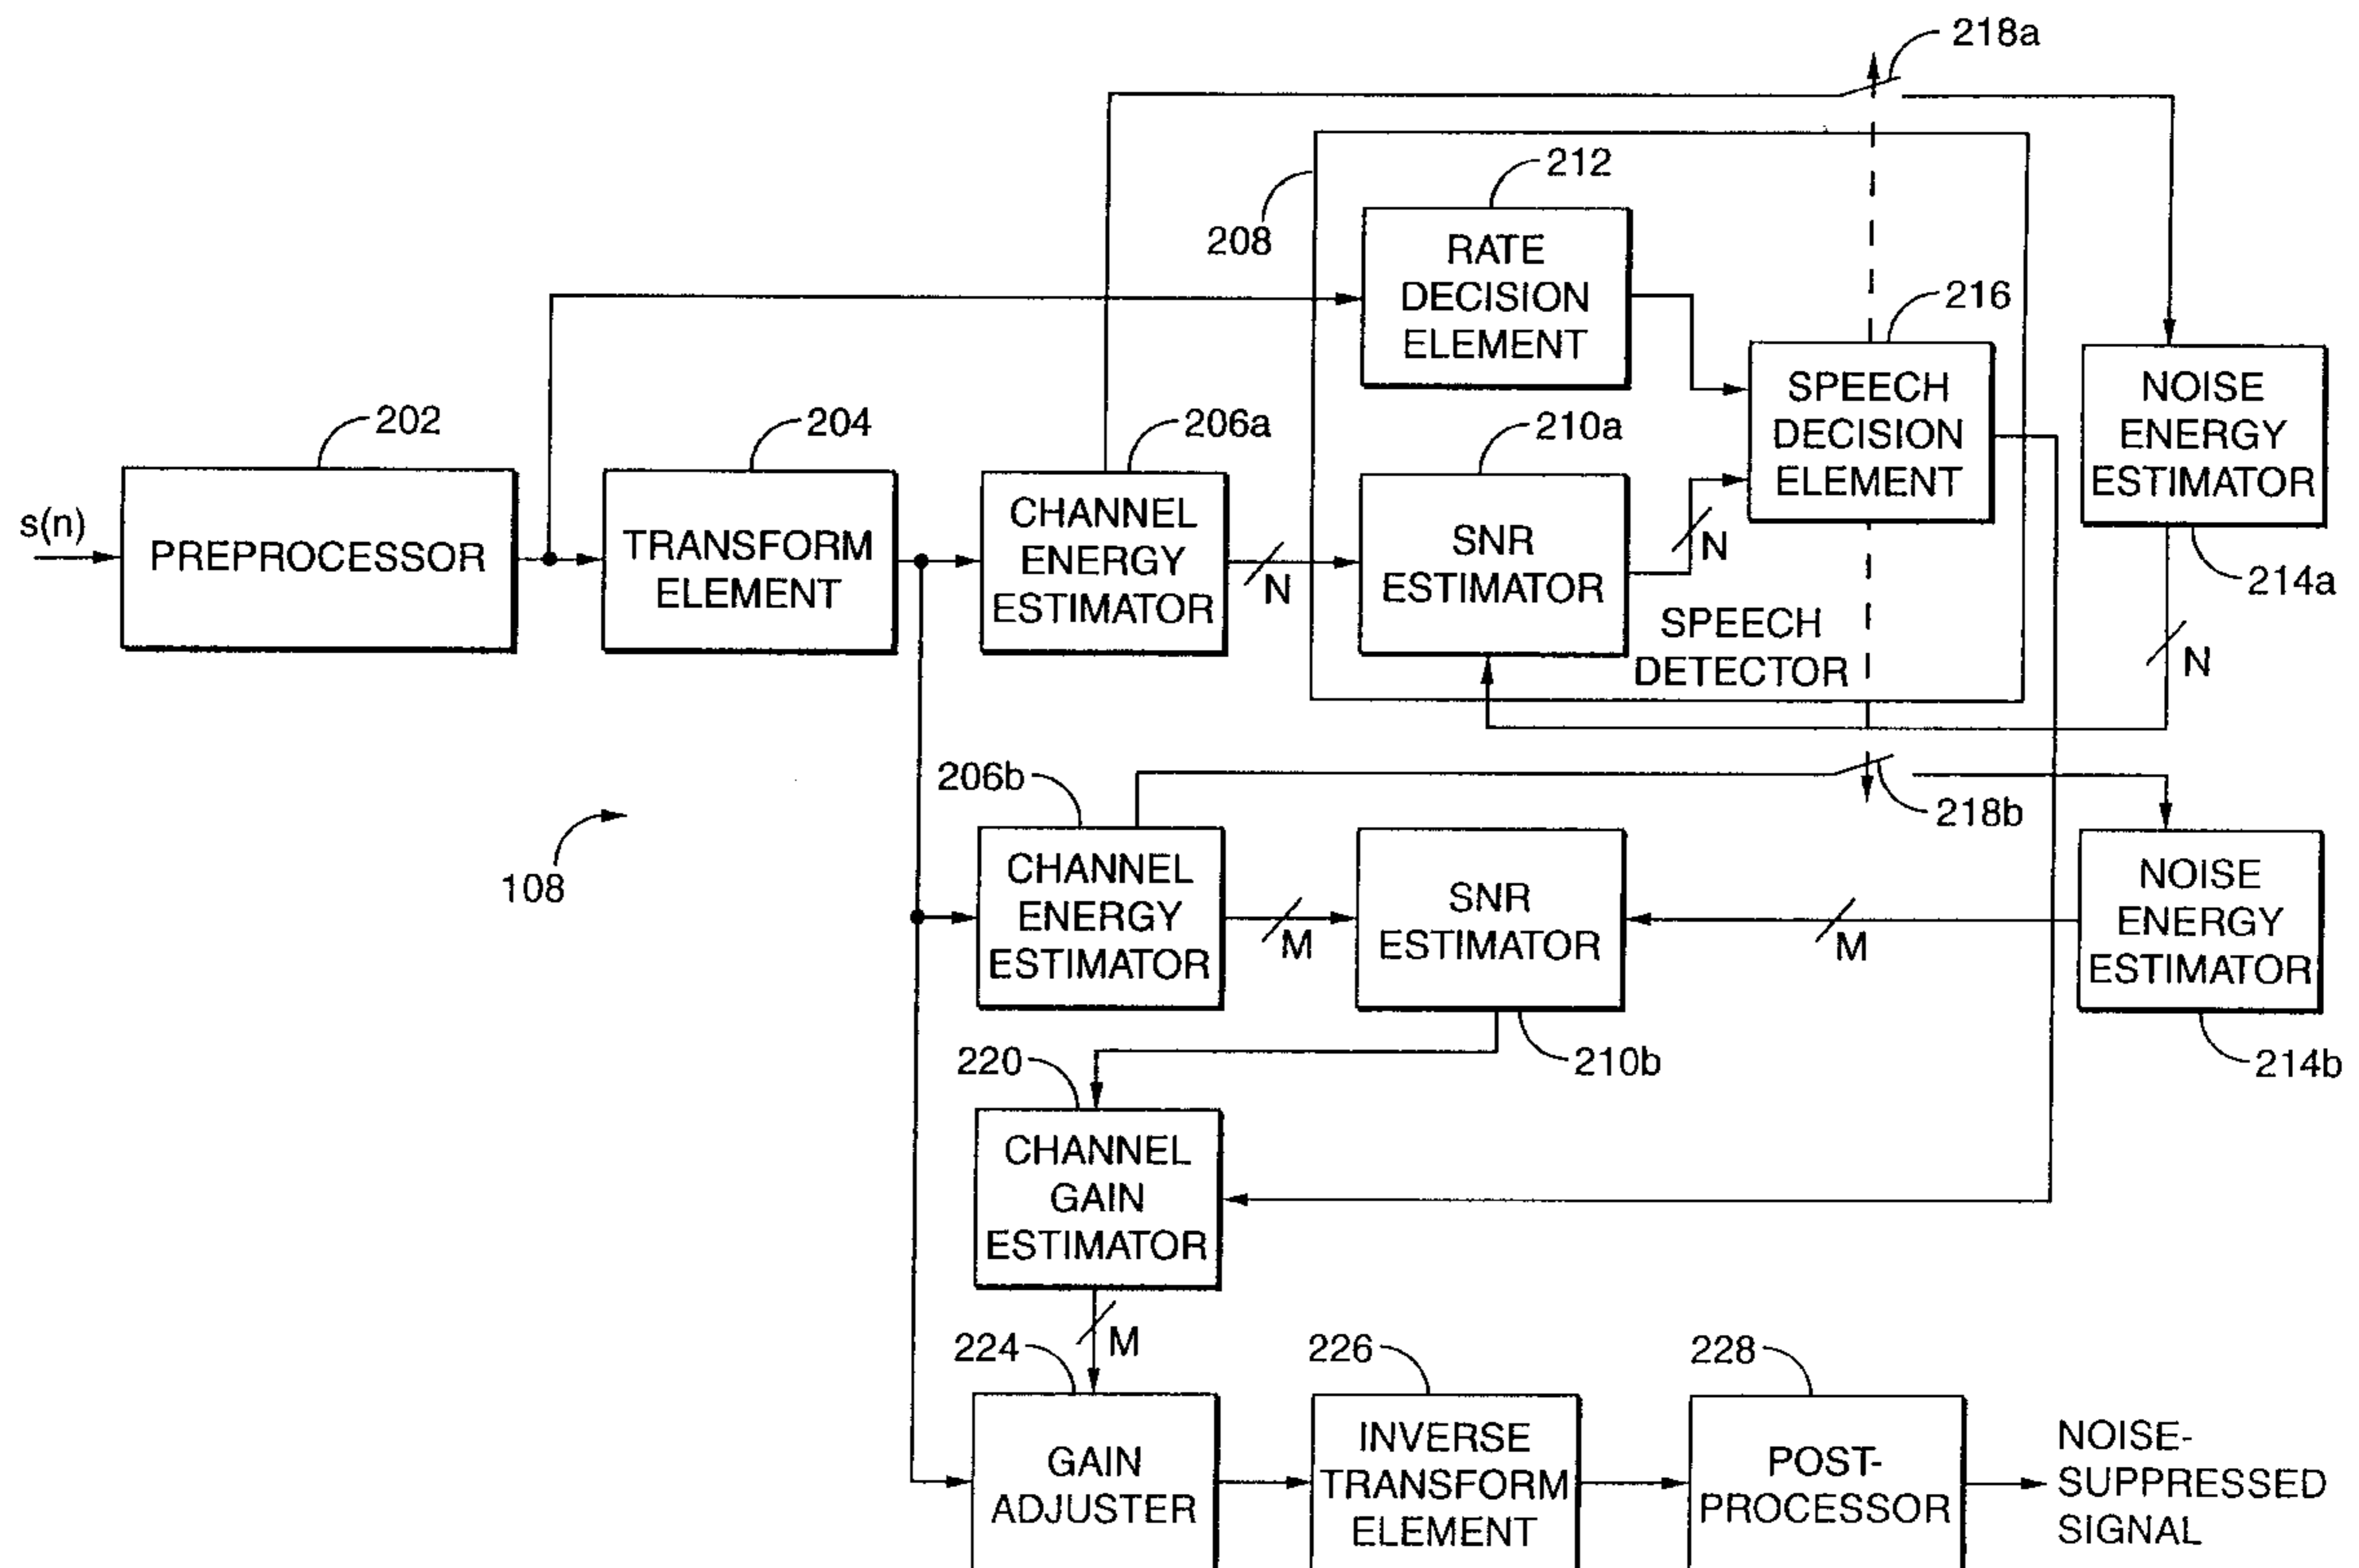 218a
212
208
RATE
DECISION
ELEMENT
216
SPEECH
DECISION
ELEMENT
NOISE
ENERGY
ESTIMATOR
214a
N
202
204
206a
210a
s(n)
PREPROCESSOR
TRANSFORM
ELEMENT
CHANNEL
ENERGY
ESTIMATOR
N
SNR
ESTIMATOR
N
SPEECH
DETECTOR
206b
218b
108
CHANNEL
ENERGY
ESTIMATOR
M
SNR
ESTIMATOR
M
NOISE
ENERGY
ESTIMATOR
220
210b
214b
CHANNEL
GAIN
ESTIMATOR
M
224
226
228
GAIN
ADJUSTER
INVERSE
TRANSFORM
ELEMENT
POST-
PROCESSOR
NOISE-
SUPPRESSED
SIGNAL